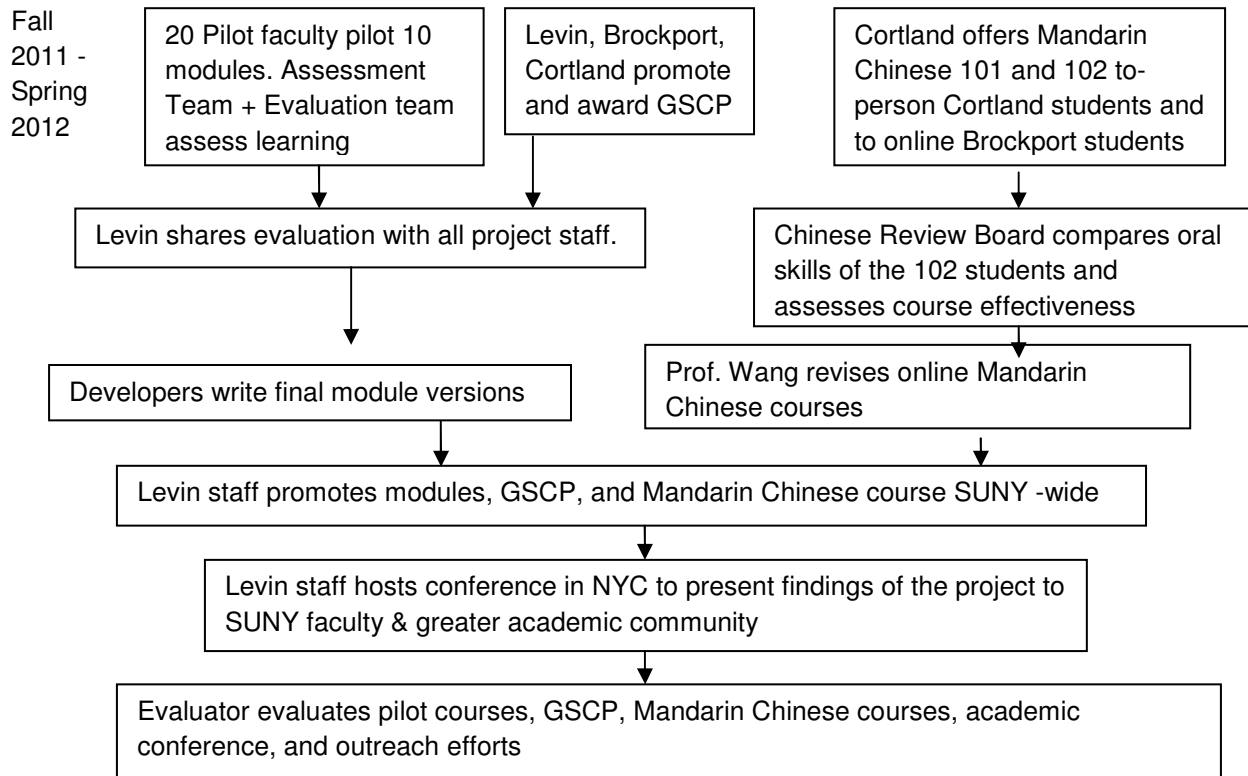 Fall
2011 -
Spring
2012
20 Pilot faculty pilot 10
modules. Assessment
Team + Evaluation team
assess learning
Levin, Brockport,
Cortland promote
and award GSCP
Cortland offers Mandarin
Chinese 101 and 102 to-
person Cortland students and
to online Brockport students
Levin shares evaluation with all project staff.
Chinese Review Board compares oral
skills of the 102 students and
assesses course effectiveness
Developers write final module versions
Prof. Wang revises online Mandarin
Chinese courses
Levin staff promotes modules, GSCP, and Mandarin Chinese course SUNY -wide
Levin staff hosts conference in NYC to present findings of the project to
SUNY faculty & greater academic community
Evaluator evaluates pilot courses, GSCP, Mandarin Chinese courses, academic
conference, and outreach efforts